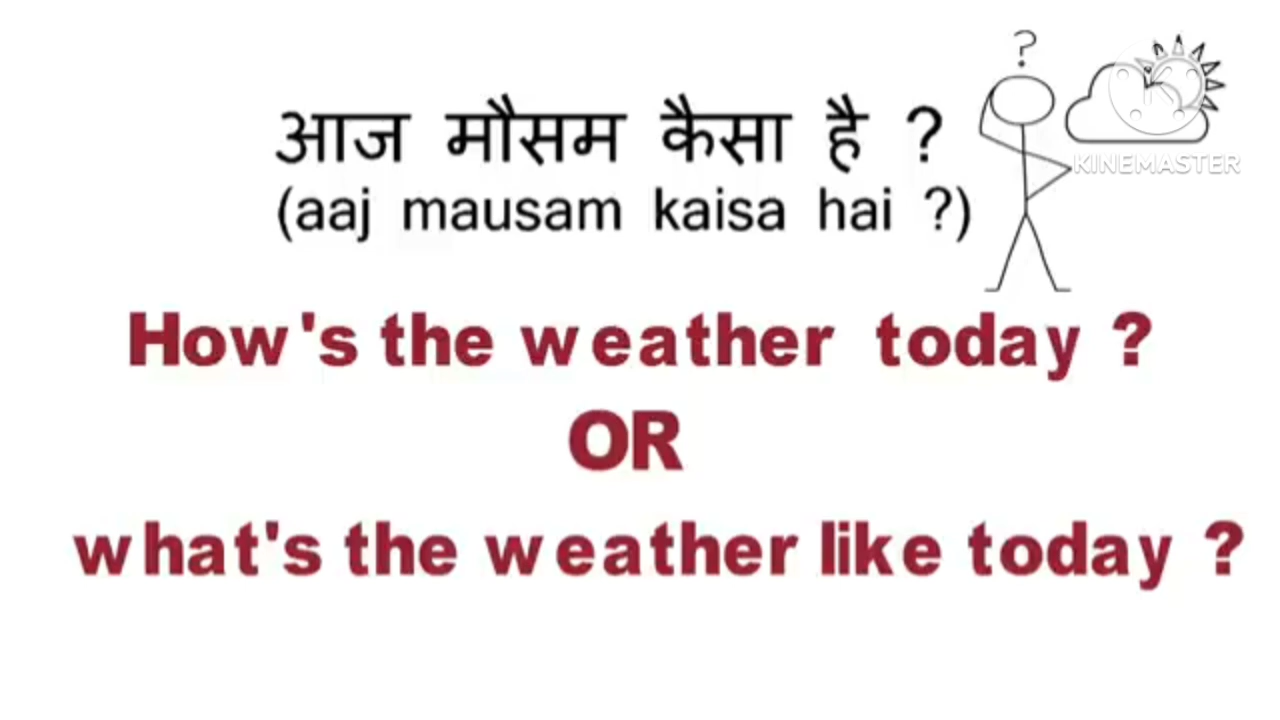 ?
आज मौसम कैसा है ?
(aaj mausam kaisa hai ?)
KINEMASTER
How's the weather today ?
OR
what's the weather like today ?